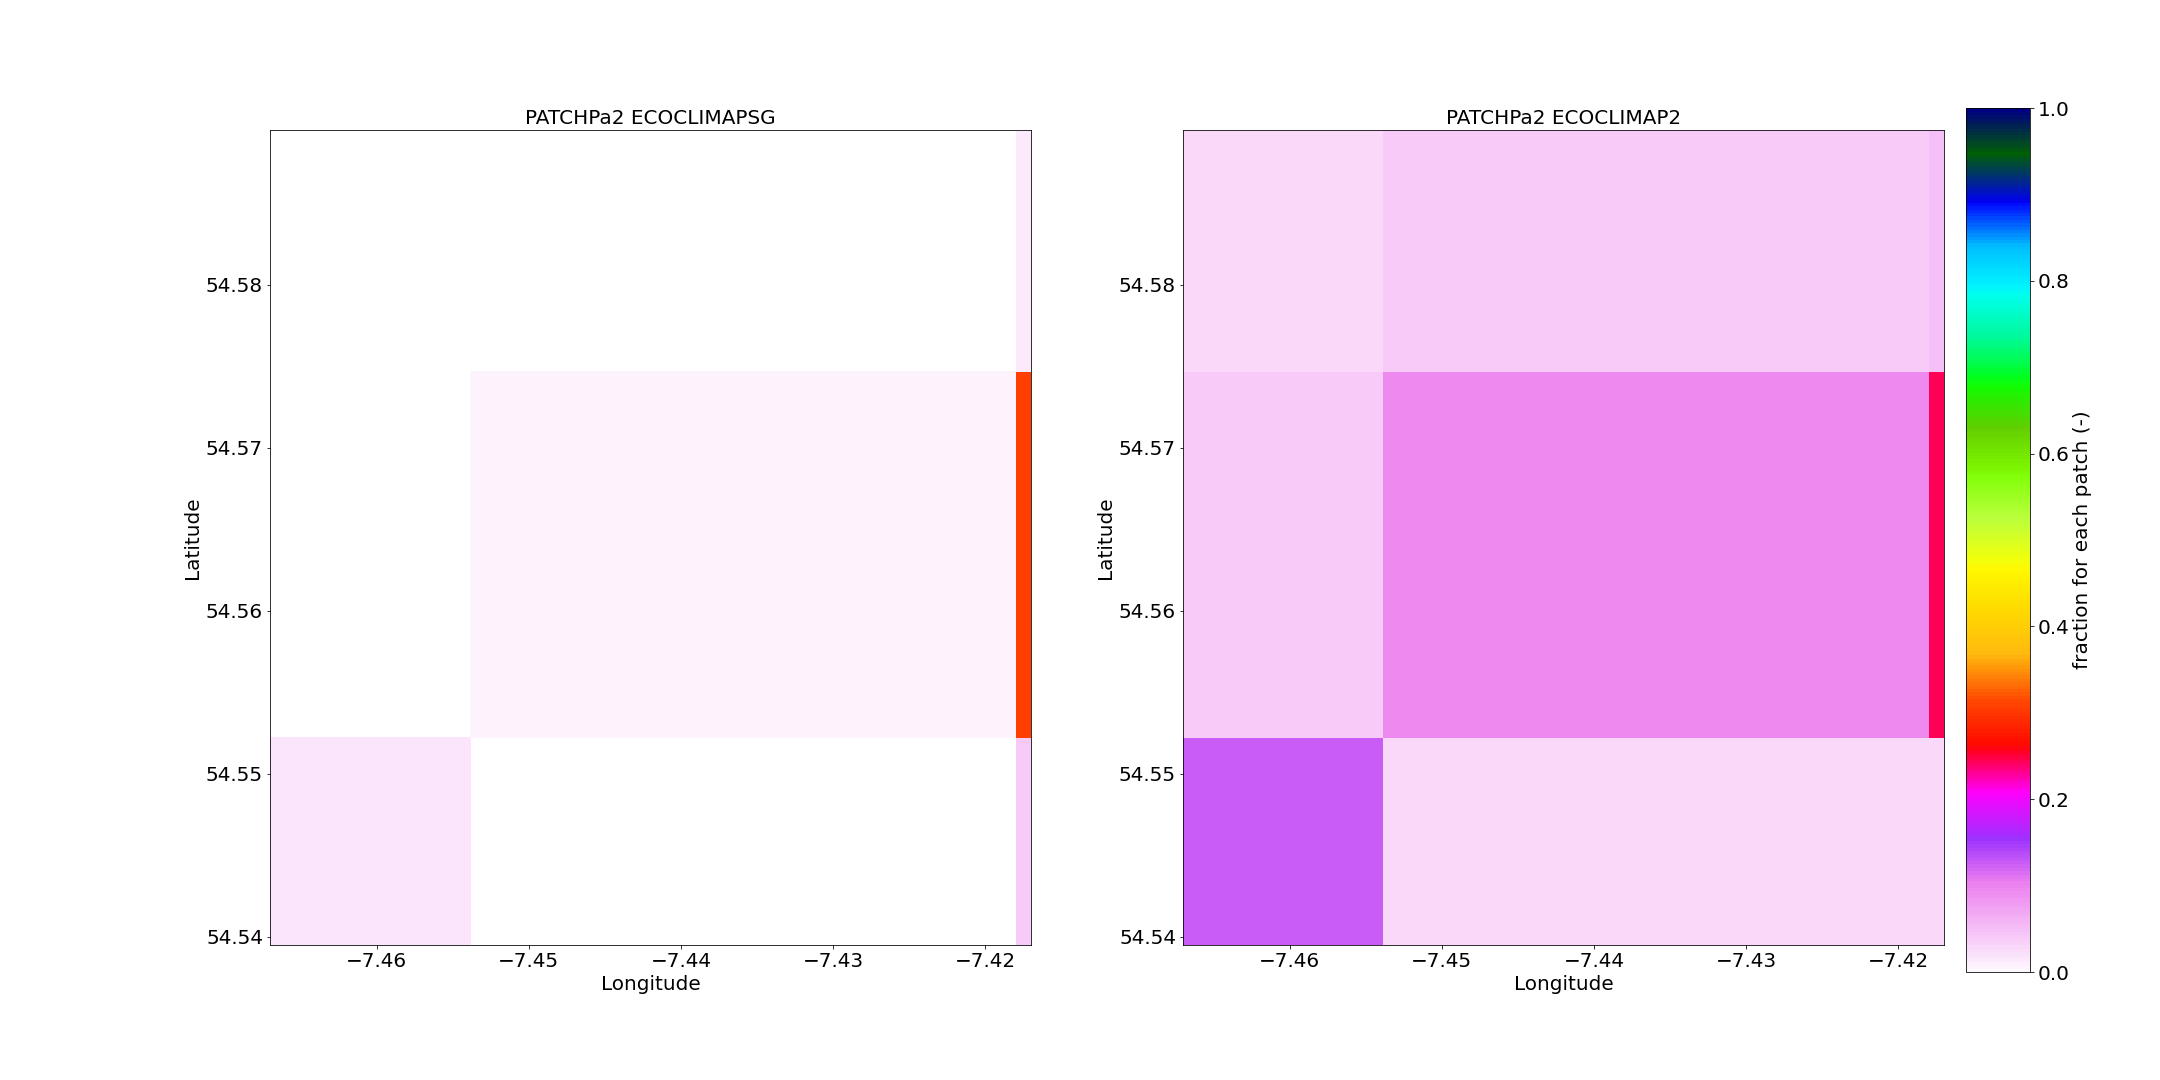 PATCHPa2 ECOCLIMAPSG
54.58
54.57
54.56
54.55
54.54
Latitude
−7.46 −7.45 −7.44 −7.43 −7.42
Longitude
PATCHPa2 ECOCLIMAP2
54.58
54.57
54.56
54.55
54.54
Latitude
−7.46 −7.45 −7.44 −7.43 −7.42
Longitude
1.0
0.8
0.6
0.4
0.2
0.0
fraction for each patch (-)